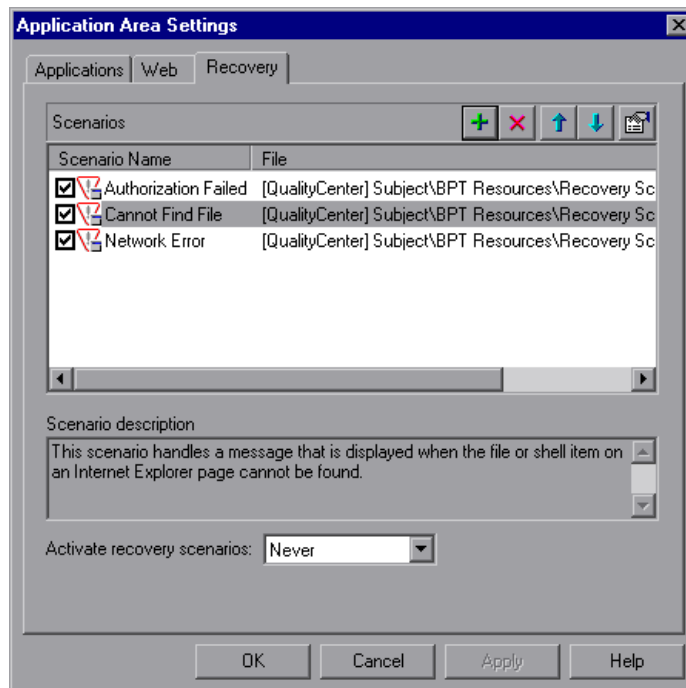 Application Area Settings
Applications Web Recovery
Scenarios
Scenario Name File
Authorization Failed [QualityCenter] Subject\BPT Resources\Recovery Sc
Cannot Find File [QualityCenter] Subject\BPT Resources\Recovery Sc
Network Error [QualityCenter] Subject\BPT Resources\Recovery Sc
Scenario description
This scenario handles a message that is displayed when the file or shell item on
an Internet Explorer page cannot be found.
Activate recovery scenarios: Never
OK Cancel Apply Help